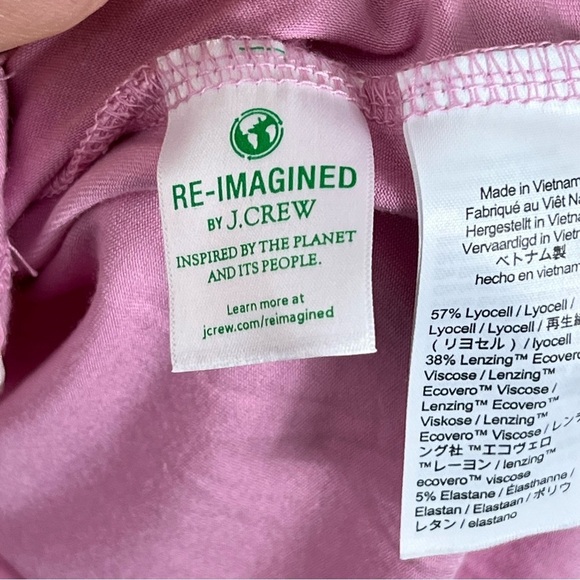 RE-IMAGINED
BY J.CREW
INSPIRED BY THE PLANET
AND ITS PEOPLE.
Learn more at
jcrew.com/reimagined
Made in Vietnam
Fabriqué au Viêt Na
Hergestellt in Vietn
Vervaardigd in Vietn
ベトナム製
hecho en vietnam
57% Lyocell / Lyocell /
Lyocell / Lyocell / 再生繊
（リヨセル）/ lyocell
38% Lenzing™ Ecovero
Viscose / Lenzing™
Ecovero™ Viscose /
Lenzing™ Ecovero™
Viskose / Lenzing™
Ecovero™ Viscose / レンチ
ング社 ™エコヴェロ
™レーヨン / lenzing™
ecovero™ viscose
5% Elastane / Élasthanne /
Elastan / Elastaan / ポリウ
レタン / elastano